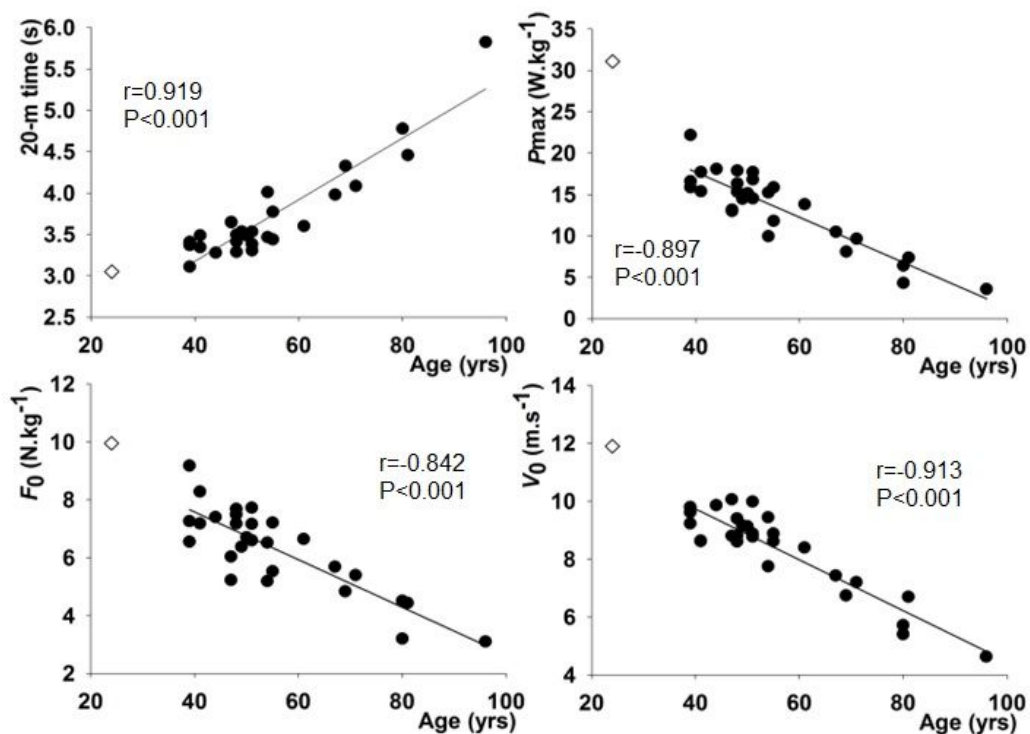 20-m time (s)
6.0
5.5
5.0
4.5
4.0
3.5
3.0
2.5
r=0.919
P<0.001
20 40 60 80 100
Age (yrs)
Pmax (W.kg-1)
35
30
25
20
15
10
5
0
r=-0.897
P<0.001
20 40 60 80 100
Age (yrs)
F0 (N.kg-1)
12
10
8
6
4
2
r=-0.842
P<0.001
20 40 60 80 100
Age (yrs)
V0 (m.s-1)
14
12
10
8
6
4
r=-0.913
P<0.001
20 40 60 80 100
Age (yrs)